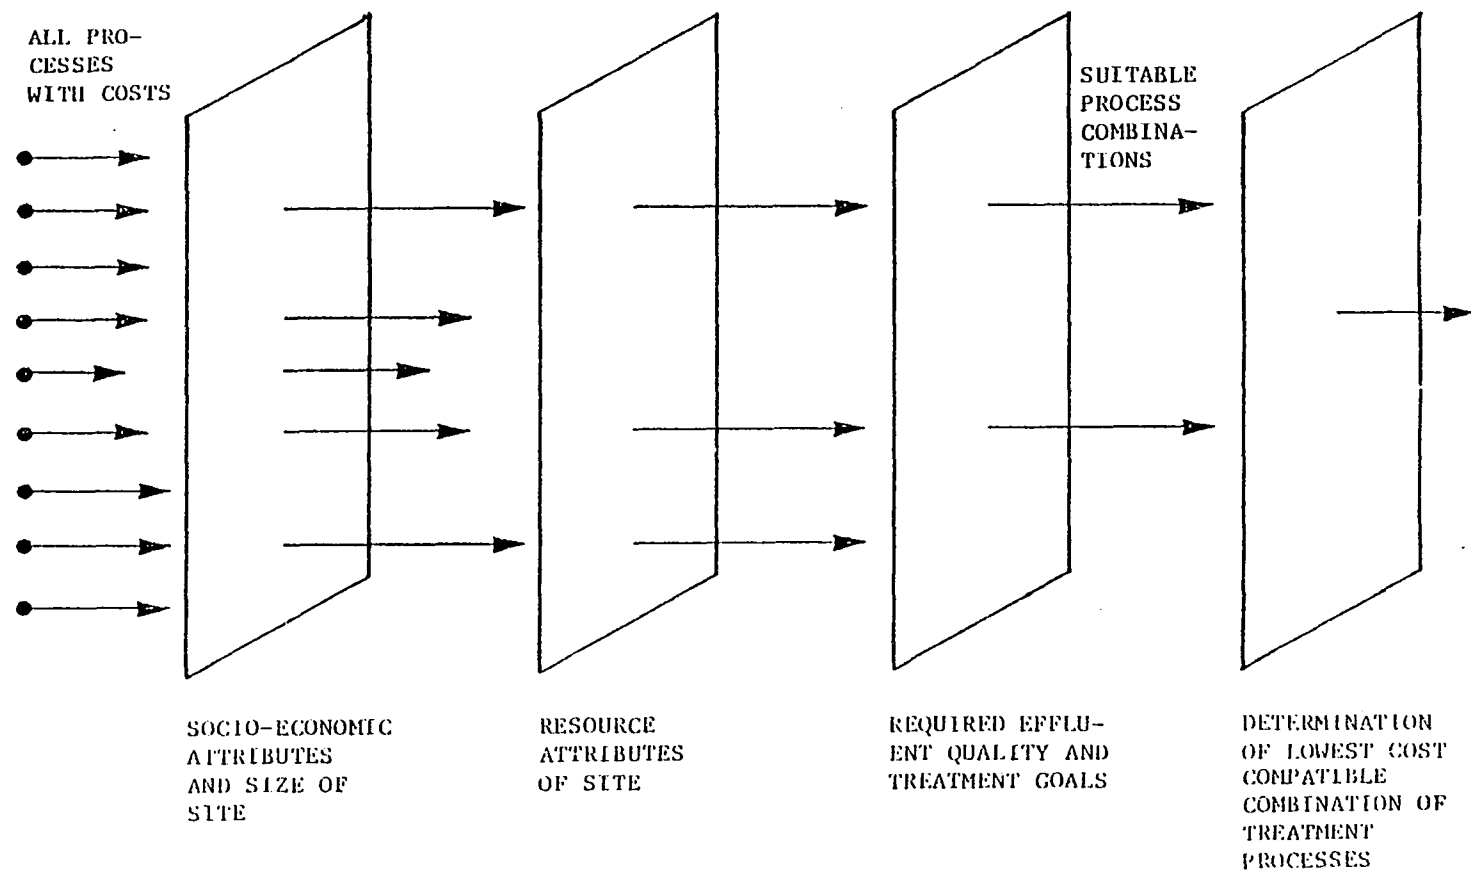 ALL PRO-
CESSES
WITH COSTS
SUITABLE
PROCESS
COMBINA-
TIONS
SOCIO-ECONOMIC
ATTRIBUTES
AND SIZE OF
SITE
RESOURCE
ATTRIBUTES
OF SITE
REQUIRED EFFLU-
ENT QUALITY AND
TREATMENT GOALS
DETERMINATION
OF LOWEST COST
COMPATIBLE
COMBINATION OF
TREATMENT
PROCESSES